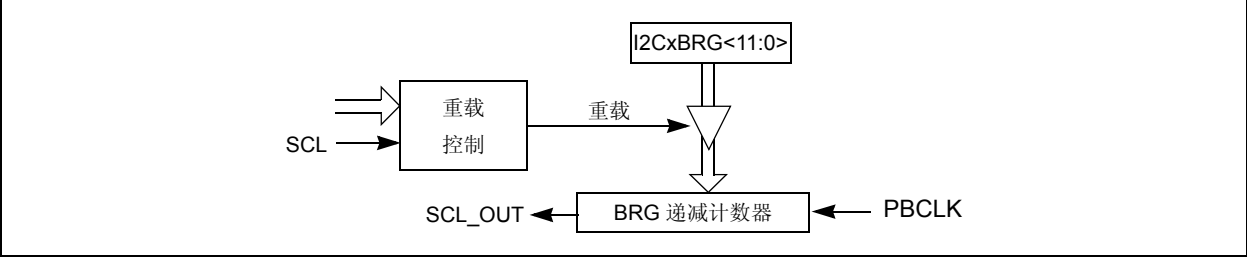 I2CxBRG<11:0>
重载
控制
重载
SCL
SCL_OUT
BRG 递减计数器
PBCLK